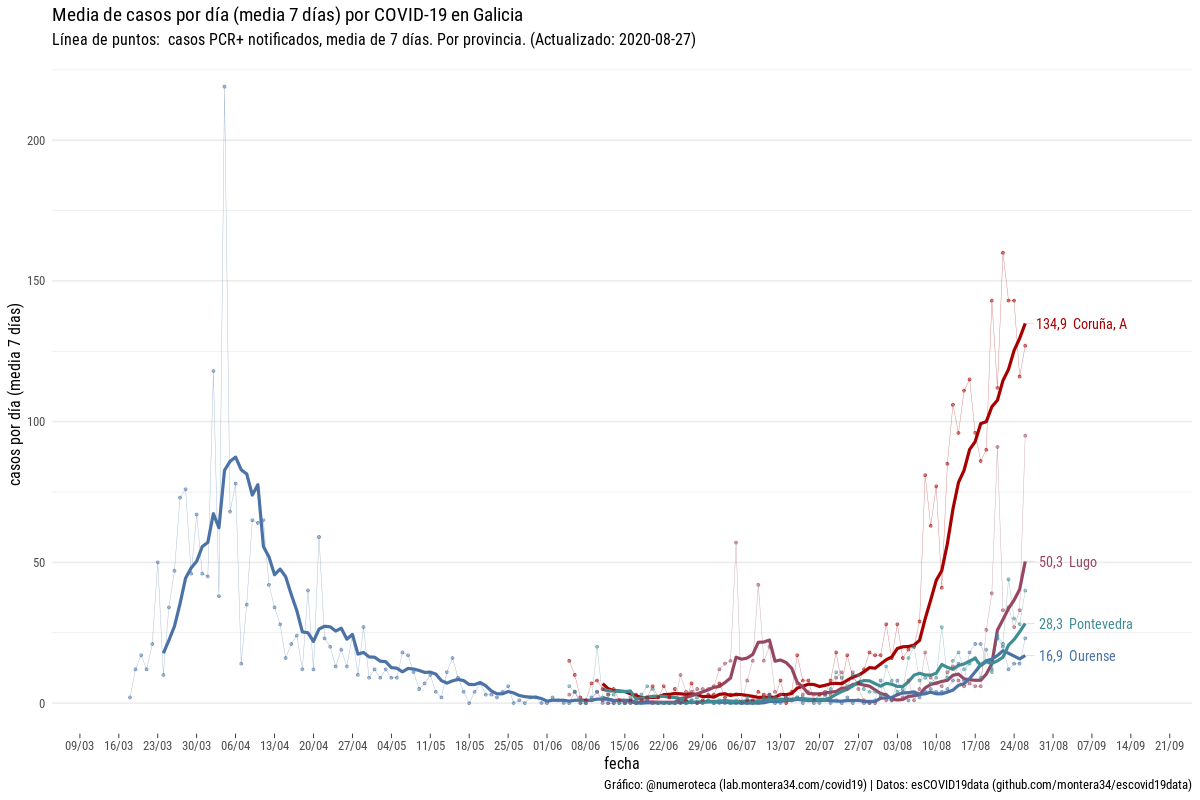 Media de casos por día (media 7 días) por COVID-19 en Galicia
Línea de puntos:  casos PCR+ notificados, media de 7 días. Por provincia. (Actualizado: 2020-08-27)
casos por día (media 7 días)
200
150
100
50
0
134,9 Coruña, A
50,3 Lugo
28,3 Pontevedra
16,9 Ourense
09/03 16/03 23/03 30/03 06/04 13/04 20/04 27/04 04/05 11/05 18/05 25/05 01/06 08/06 15/06 22/06 29/06 06/07 13/07 20/07 27/07 03/08 10/08 17/08 24/08 31/08 07/09 14/09 21/09
fecha
Gráfico: @numeroteca (lab.montera34.com/covid19) | Datos: esCOVID19data (github.com/montera34/escovid19data)